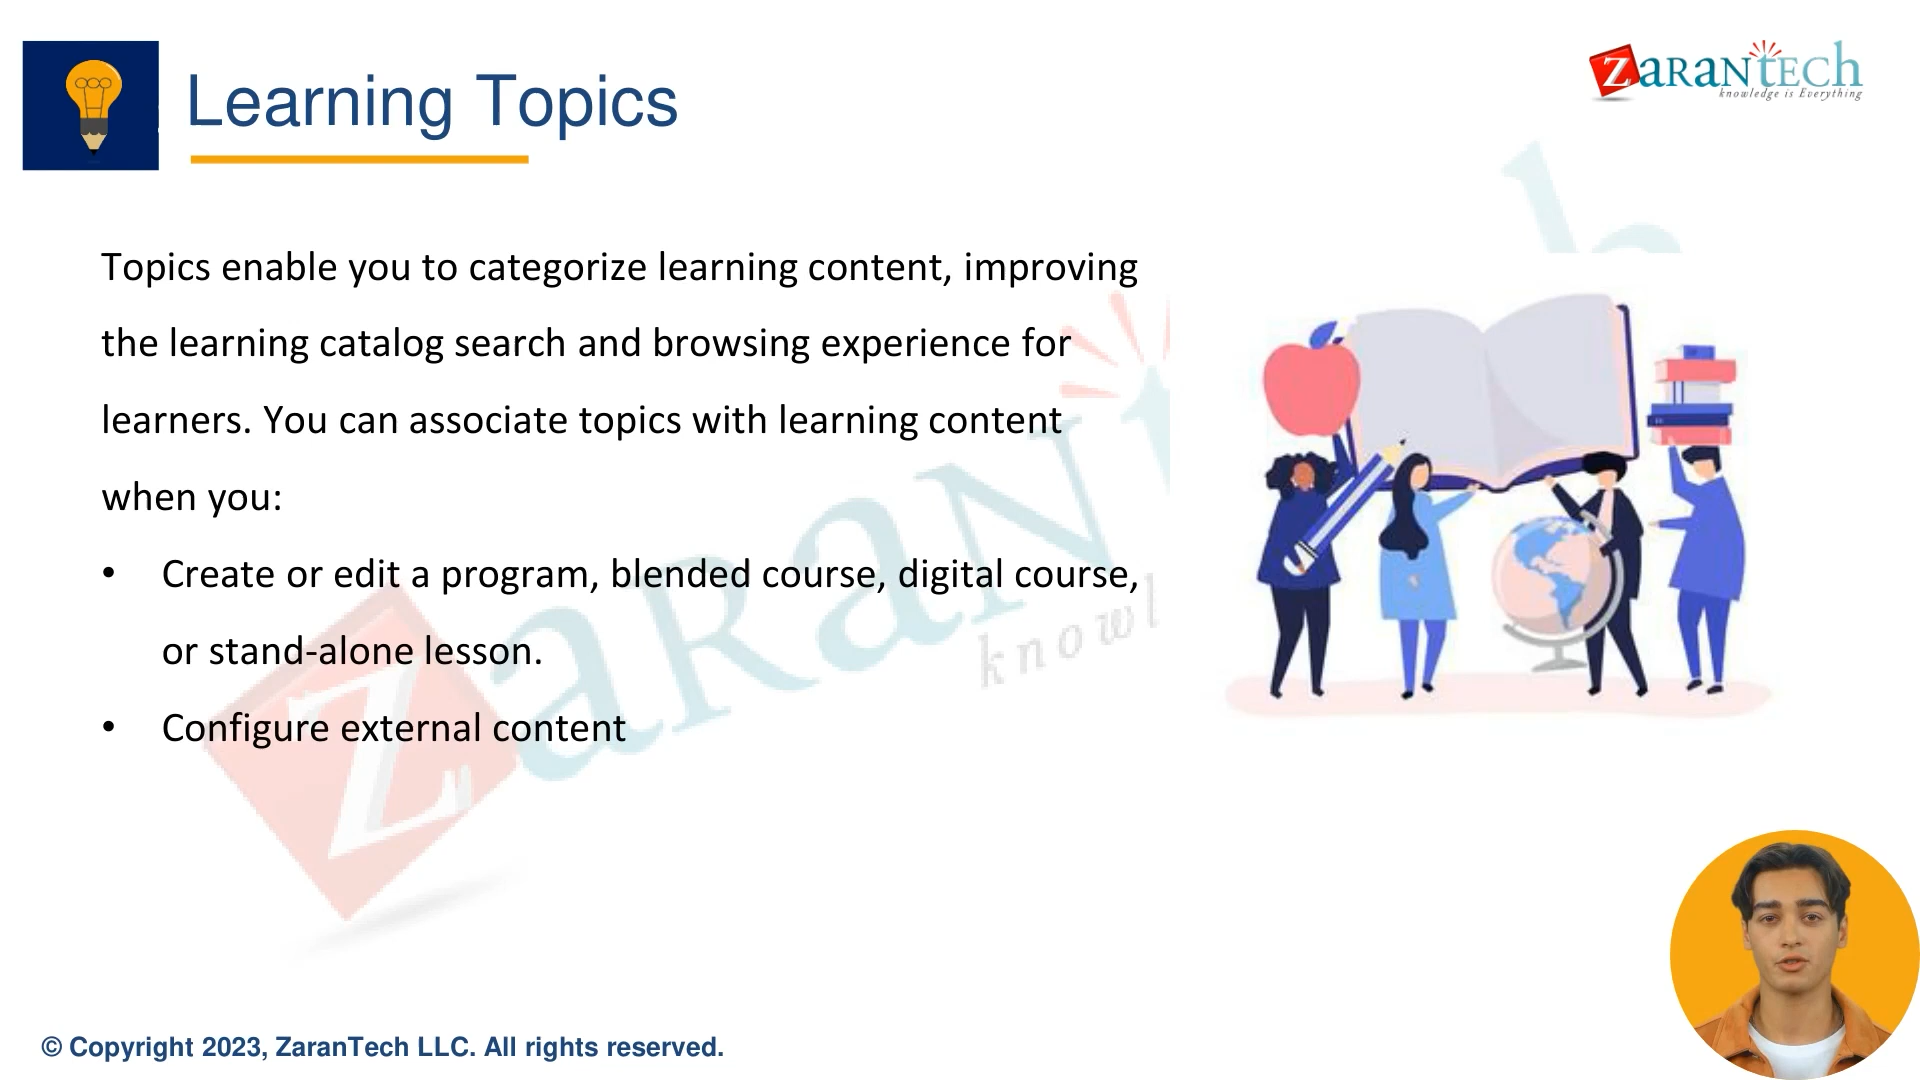 Learning Topics
ZaranTech
knowledge is Everything
Topics enable you to categorize learning content, improving
the learning catalog search and browsing experience for
learners. You can associate topics with learning content
when you:
• Create or edit a program, blended course, digital course,
or stand-alone lesson.
• Configure external content
ZaranT
knowl
h
© Copyright 2023, ZaranTech LLC. All rights reserved.